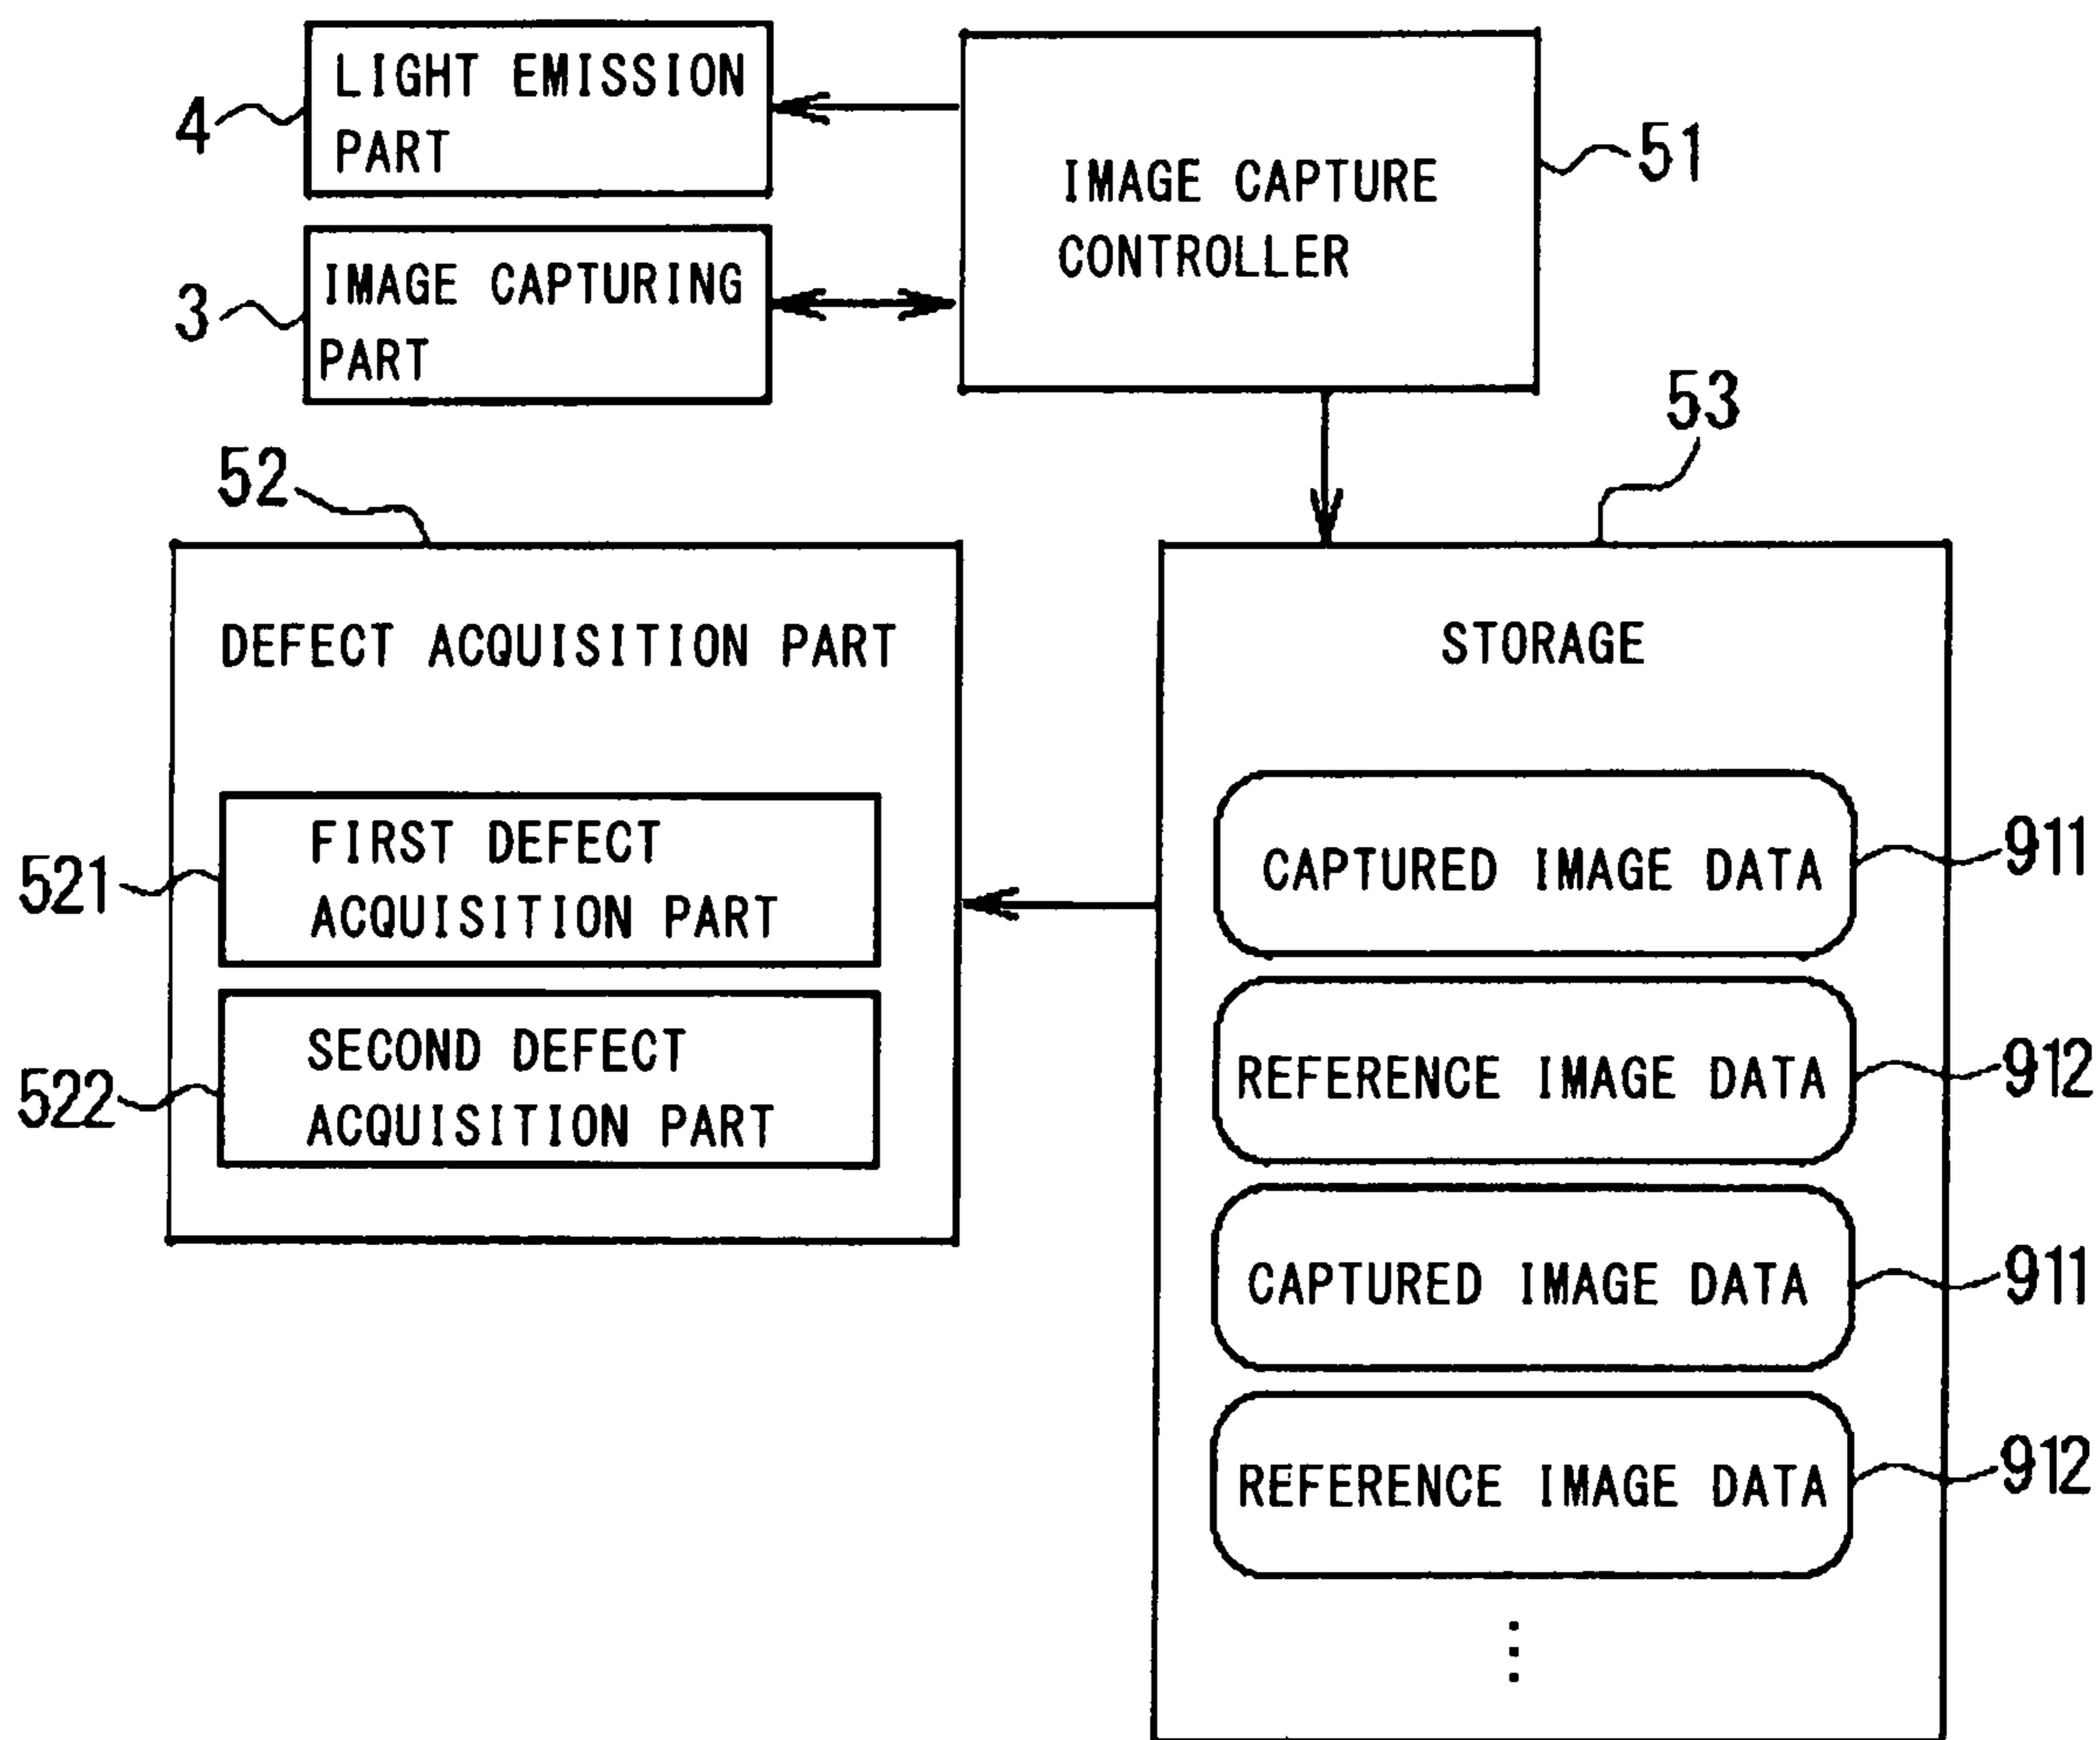 LIGHT EMISSION
PART
4
IMAGE CAPTURE
CONTROLLER
51
IMAGE CAPTURING
PART
3
52
53
DEFECT ACQUISITION PART
STORAGE
FIRST DEFECT
ACQUISITION PART
521
SECOND DEFECT
ACQUISITION PART
522
CAPTURED IMAGE DATA
911
REFERENCE IMAGE DATA
912
CAPTURED IMAGE DATA
911
REFERENCE IMAGE DATA
912